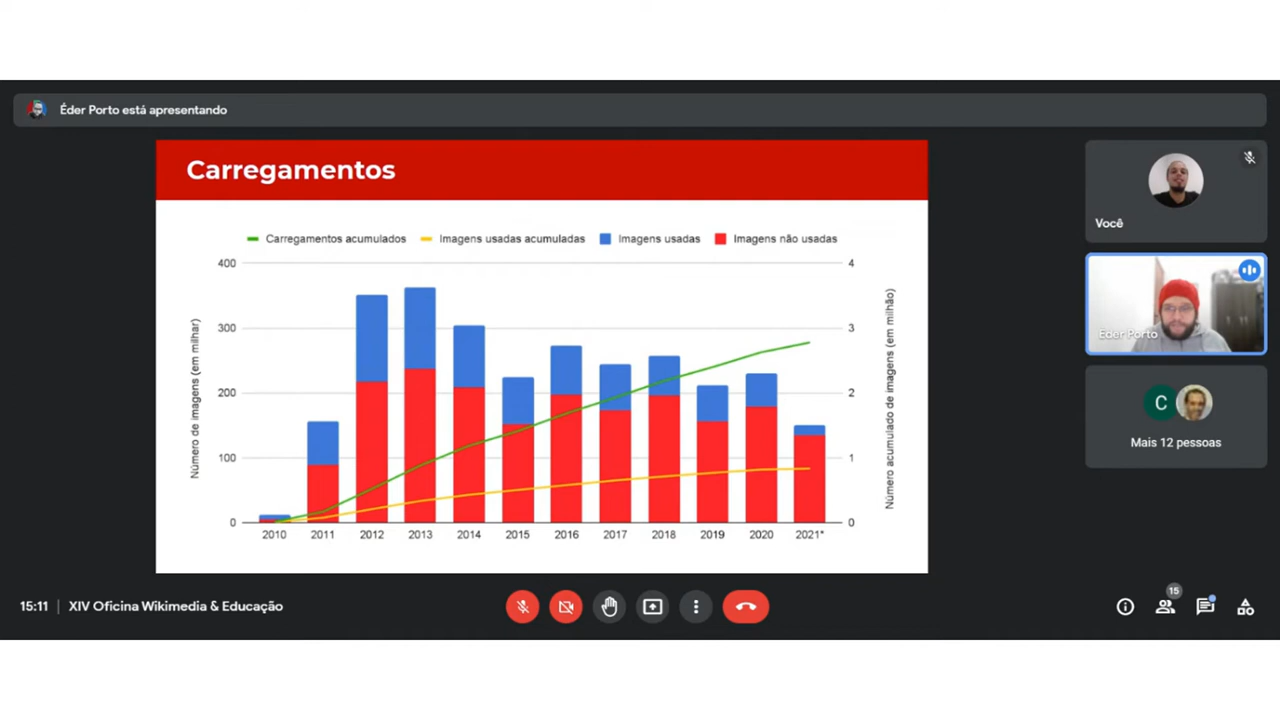 Éder Porto está apresentando
Carregamentos
Carregamentos acumulados Imagens usadas acumuladas Imagens usadas Imagens não usadas
Número de imagens (em milhar)
400
300
200
100
0
Número acumulado de imagens (em milhão)
4
3
2
1
0
2010 2011 2012 2013 2014 2015 2016 2017 2018 2019 2020 2021*
Você
Éder Porto
C
Mais 12 pessoas
15:11 | XIV Oficina Wikimedia & Educação
15